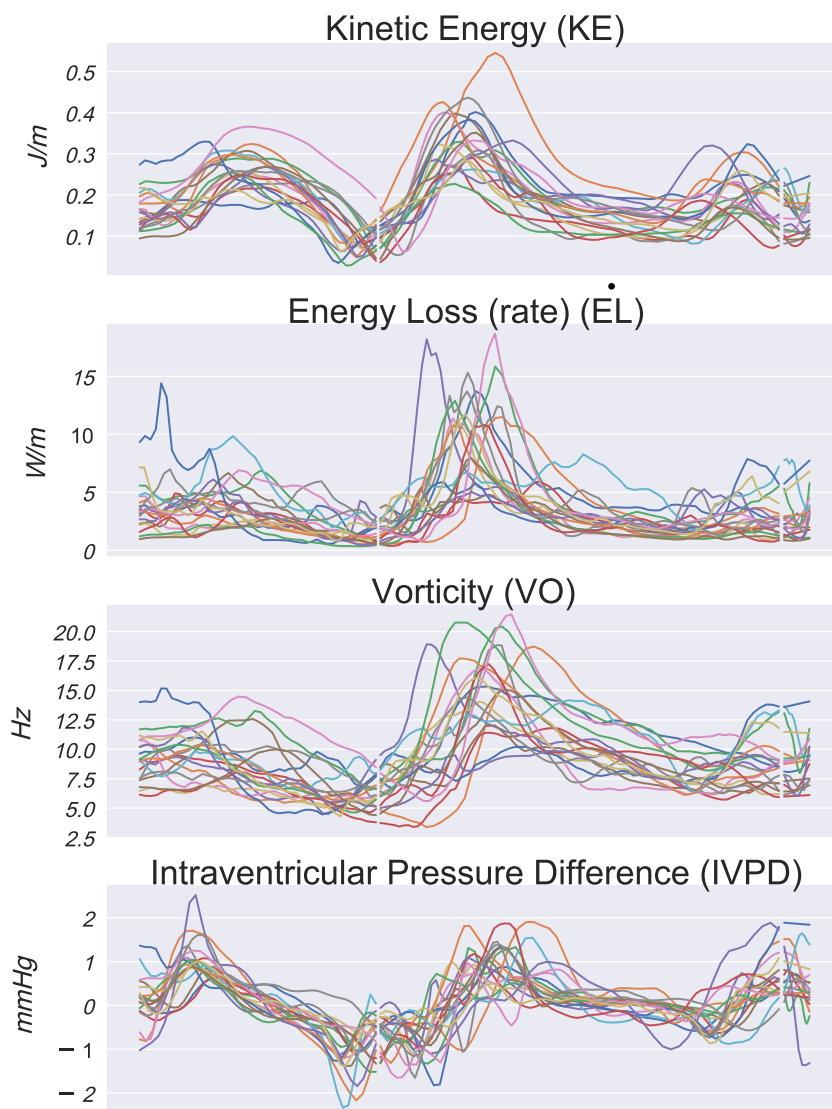 Kinetic Energy (KE)
0.5
0.4
0.3
0.2
0.1
J/m
Energy Loss (rate) (ĖL)
15
10
5
0
W/m
Vorticity (VO)
20.0
17.5
15.0
12.5
10.0
7.5
5.0
2.5
Hz
Intraventricular Pressure Difference (IVPD)
2
1
0
− 1
− 2
mmHg